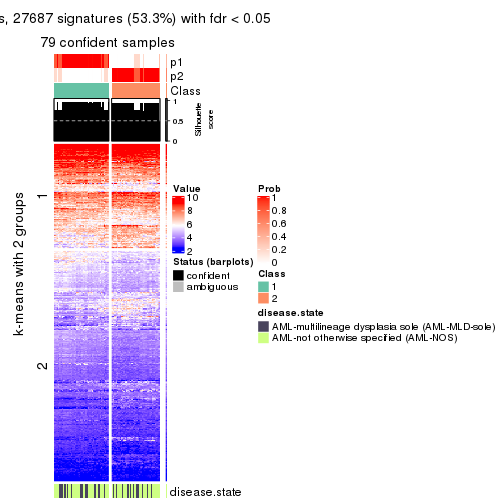 s, 27687 signatures (53.3%) with fdr < 0.05
79 confident samples
p1
p2
Class
1
0.5
0
Silhouette
score
k-means with 2 groups
1
2
Value
10
8
6
4
2
Status (barplots)
confident
ambiguous
Prob
1
0.8
0.6
0.4
0.2
0
Class
1
2
disease.state
AML-multilineage dysplasia sole (AML-MLD-sole)
AML-not otherwise specified (AML-NOS)
disease.state